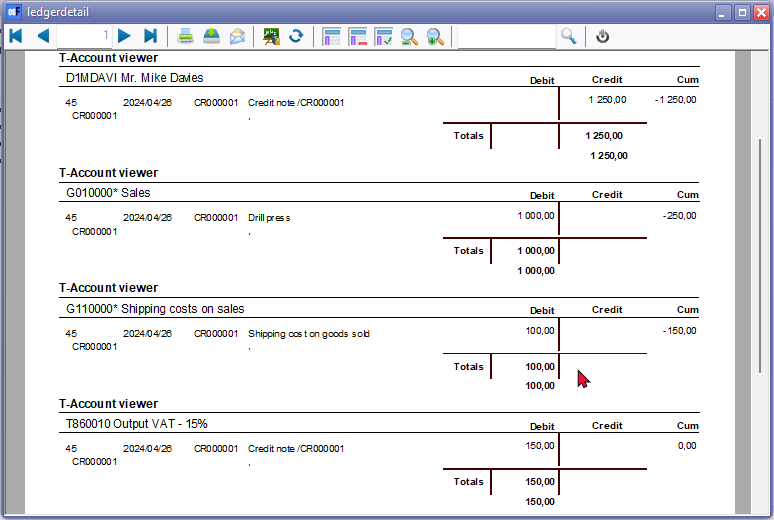 ledgerdetail
1
T-Account viewer
D1MDAVI Mr. Mike Davies Debit Credit Cum
45 2024/04/26 CR000001 Credit note /CR000001 1 250,00 -1 250,00
CR000001 .
Totals 1 250,00
1 250,00
T-Account viewer
G010000* Sales Debit Credit Cum
45 2024/04/26 CR000001 Drill press 1 000,00 -250,00
CR000001 .
Totals 1 000,00
1 000,00
T-Account viewer
G110000* Shipping costs on sales Debit Credit Cum
45 2024/04/26 CR000001 Shipping cost on goods sold 100,00 -150,00
CR000001 .
Totals 100,00
100,00
T-Account viewer
T860010 Output VAT - 15% Debit Credit Cum
45 2024/04/26 CR000001 Credit note /CR000001 150,00 0,00
CR000001 .
Totals 150,00
150,00